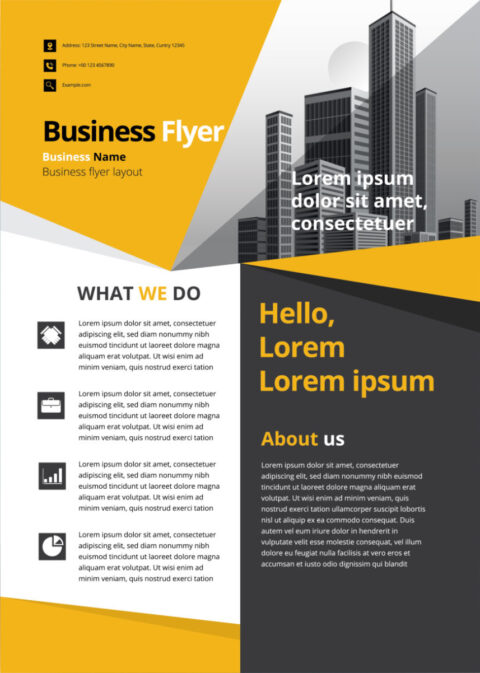 Address: 123 Street Name, City Name, State, Cuntry 12345
Phone: +00 123 4567890
Example.com
Business Flyer
Business Name
Business flyer layout
Lorem ipsum
dolor sit amet,
consectetuer
WHAT WE DO
Lorem ipsum dolor sit amet, consectetuer
adipiscing elit, sed diam nonummy nibh
euismod tincidunt ut laoreet dolore magna
aliquam erat volutpat. Ut wisi enim ad
minim veniam, quis nostrud exerci tation
Lorem ipsum dolor sit amet, consectetuer
adipiscing elit, sed diam nonummy nibh
euismod tincidunt ut laoreet dolore magna
aliquam erat volutpat. Ut wisi enim ad
minim veniam, quis nostrud exerci tation
Lorem ipsum dolor sit amet, consectetuer
adipiscing elit, sed diam nonummy nibh
euismod tincidunt ut laoreet dolore magna
aliquam erat volutpat. Ut wisi enim ad
minim veniam, quis nostrud exerci tation
Lorem ipsum dolor sit amet, consectetuer
adipiscing elit, sed diam nonummy nibh
euismod tincidunt ut laoreet dolore magna
aliquam erat volutpat. Ut wisi enim ad
minim veniam, quis nostrud exerci tation
Hello,
Lorem
Lorem ipsum
About us
Lorem ipsum dolor sit amet, consectetuer
adipiscing elit, sed diam nonummy nibh euismod
tincidunt ut laoreet dolore magna aliquam erat
volutpat. Ut wisi enim ad minim veniam, quis
nostrud exerci tation ullamcorper suscipit lobortis
nisl ut aliquip ex ea commodo consequat. Duis
autem vel eum iriure dolor in hendrerit in
vulputate velit esse molestie consequat, vel illum
dolore eu feugiat nulla facilisis at vero eros et
accumsan et iusto odio dignissim qui blandit